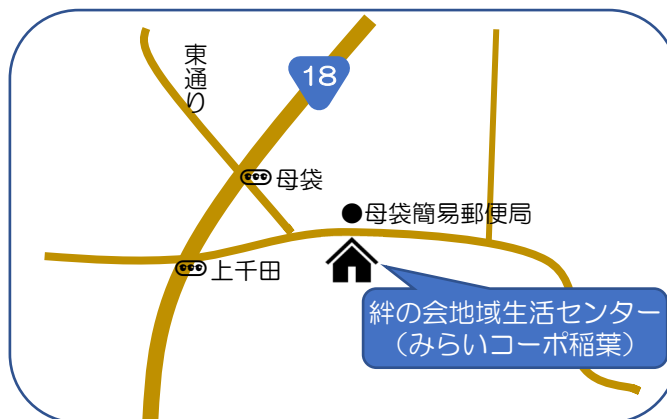 東通り
18
母袋
母袋簡易郵便局
上千田
絆の会地域生活センター
（みらいコーポ稲葉）